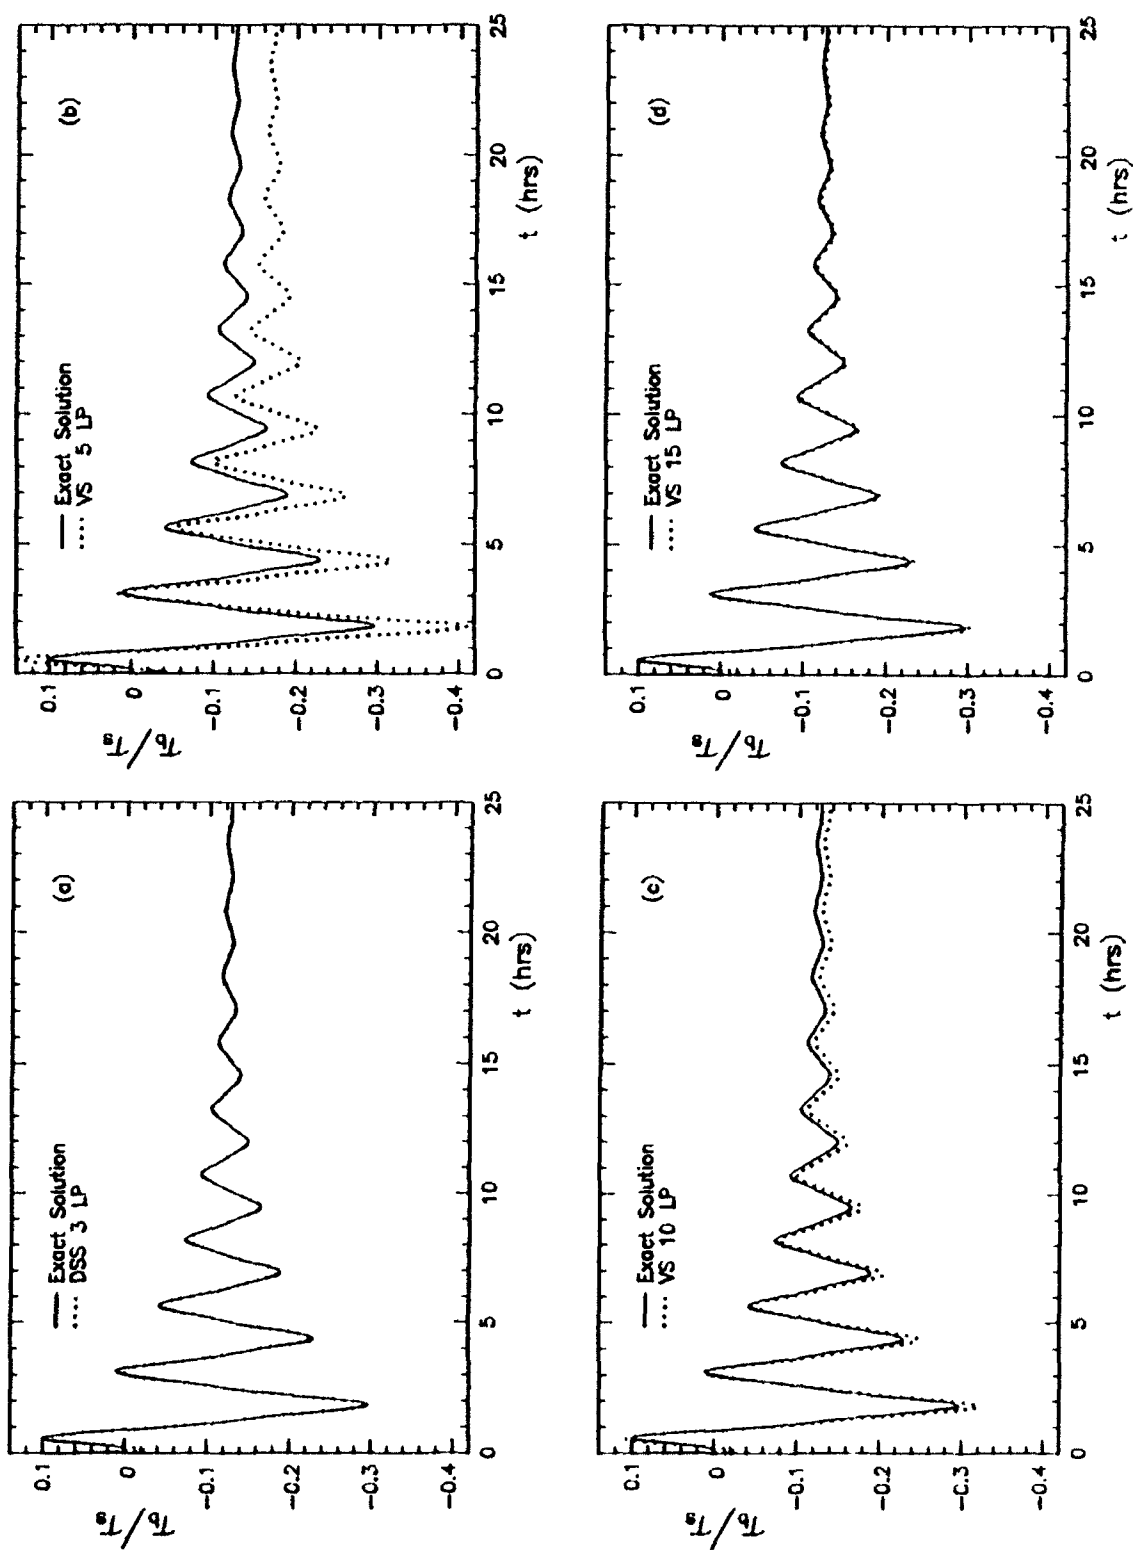 (a)
— Exact Solution
····· DSS 3 LP
τb/τs
0.1
0
-0.1
-0.2
-0.3
-0.4
0
5
10
15
20
25
t (hrs)
(b)
— Exact Solution
····· VS 5 LP
τb/τs
0.1
0
-0.1
-0.2
-0.3
-0.4
0
5
10
15
20
25
t (hrs)
(c)
— Exact Solution
····· VS 10 LP
τb/τs
0.1
0
-0.1
-0.2
-0.3
-0.4
0
5
10
15
20
25
t (hrs)
(d)
— Exact Solution
····· VS 15 LP
τb/τs
0.1
0
-0.1
-0.2
-0.3
-0.4
0
5
10
15
20
25
t (hrs)